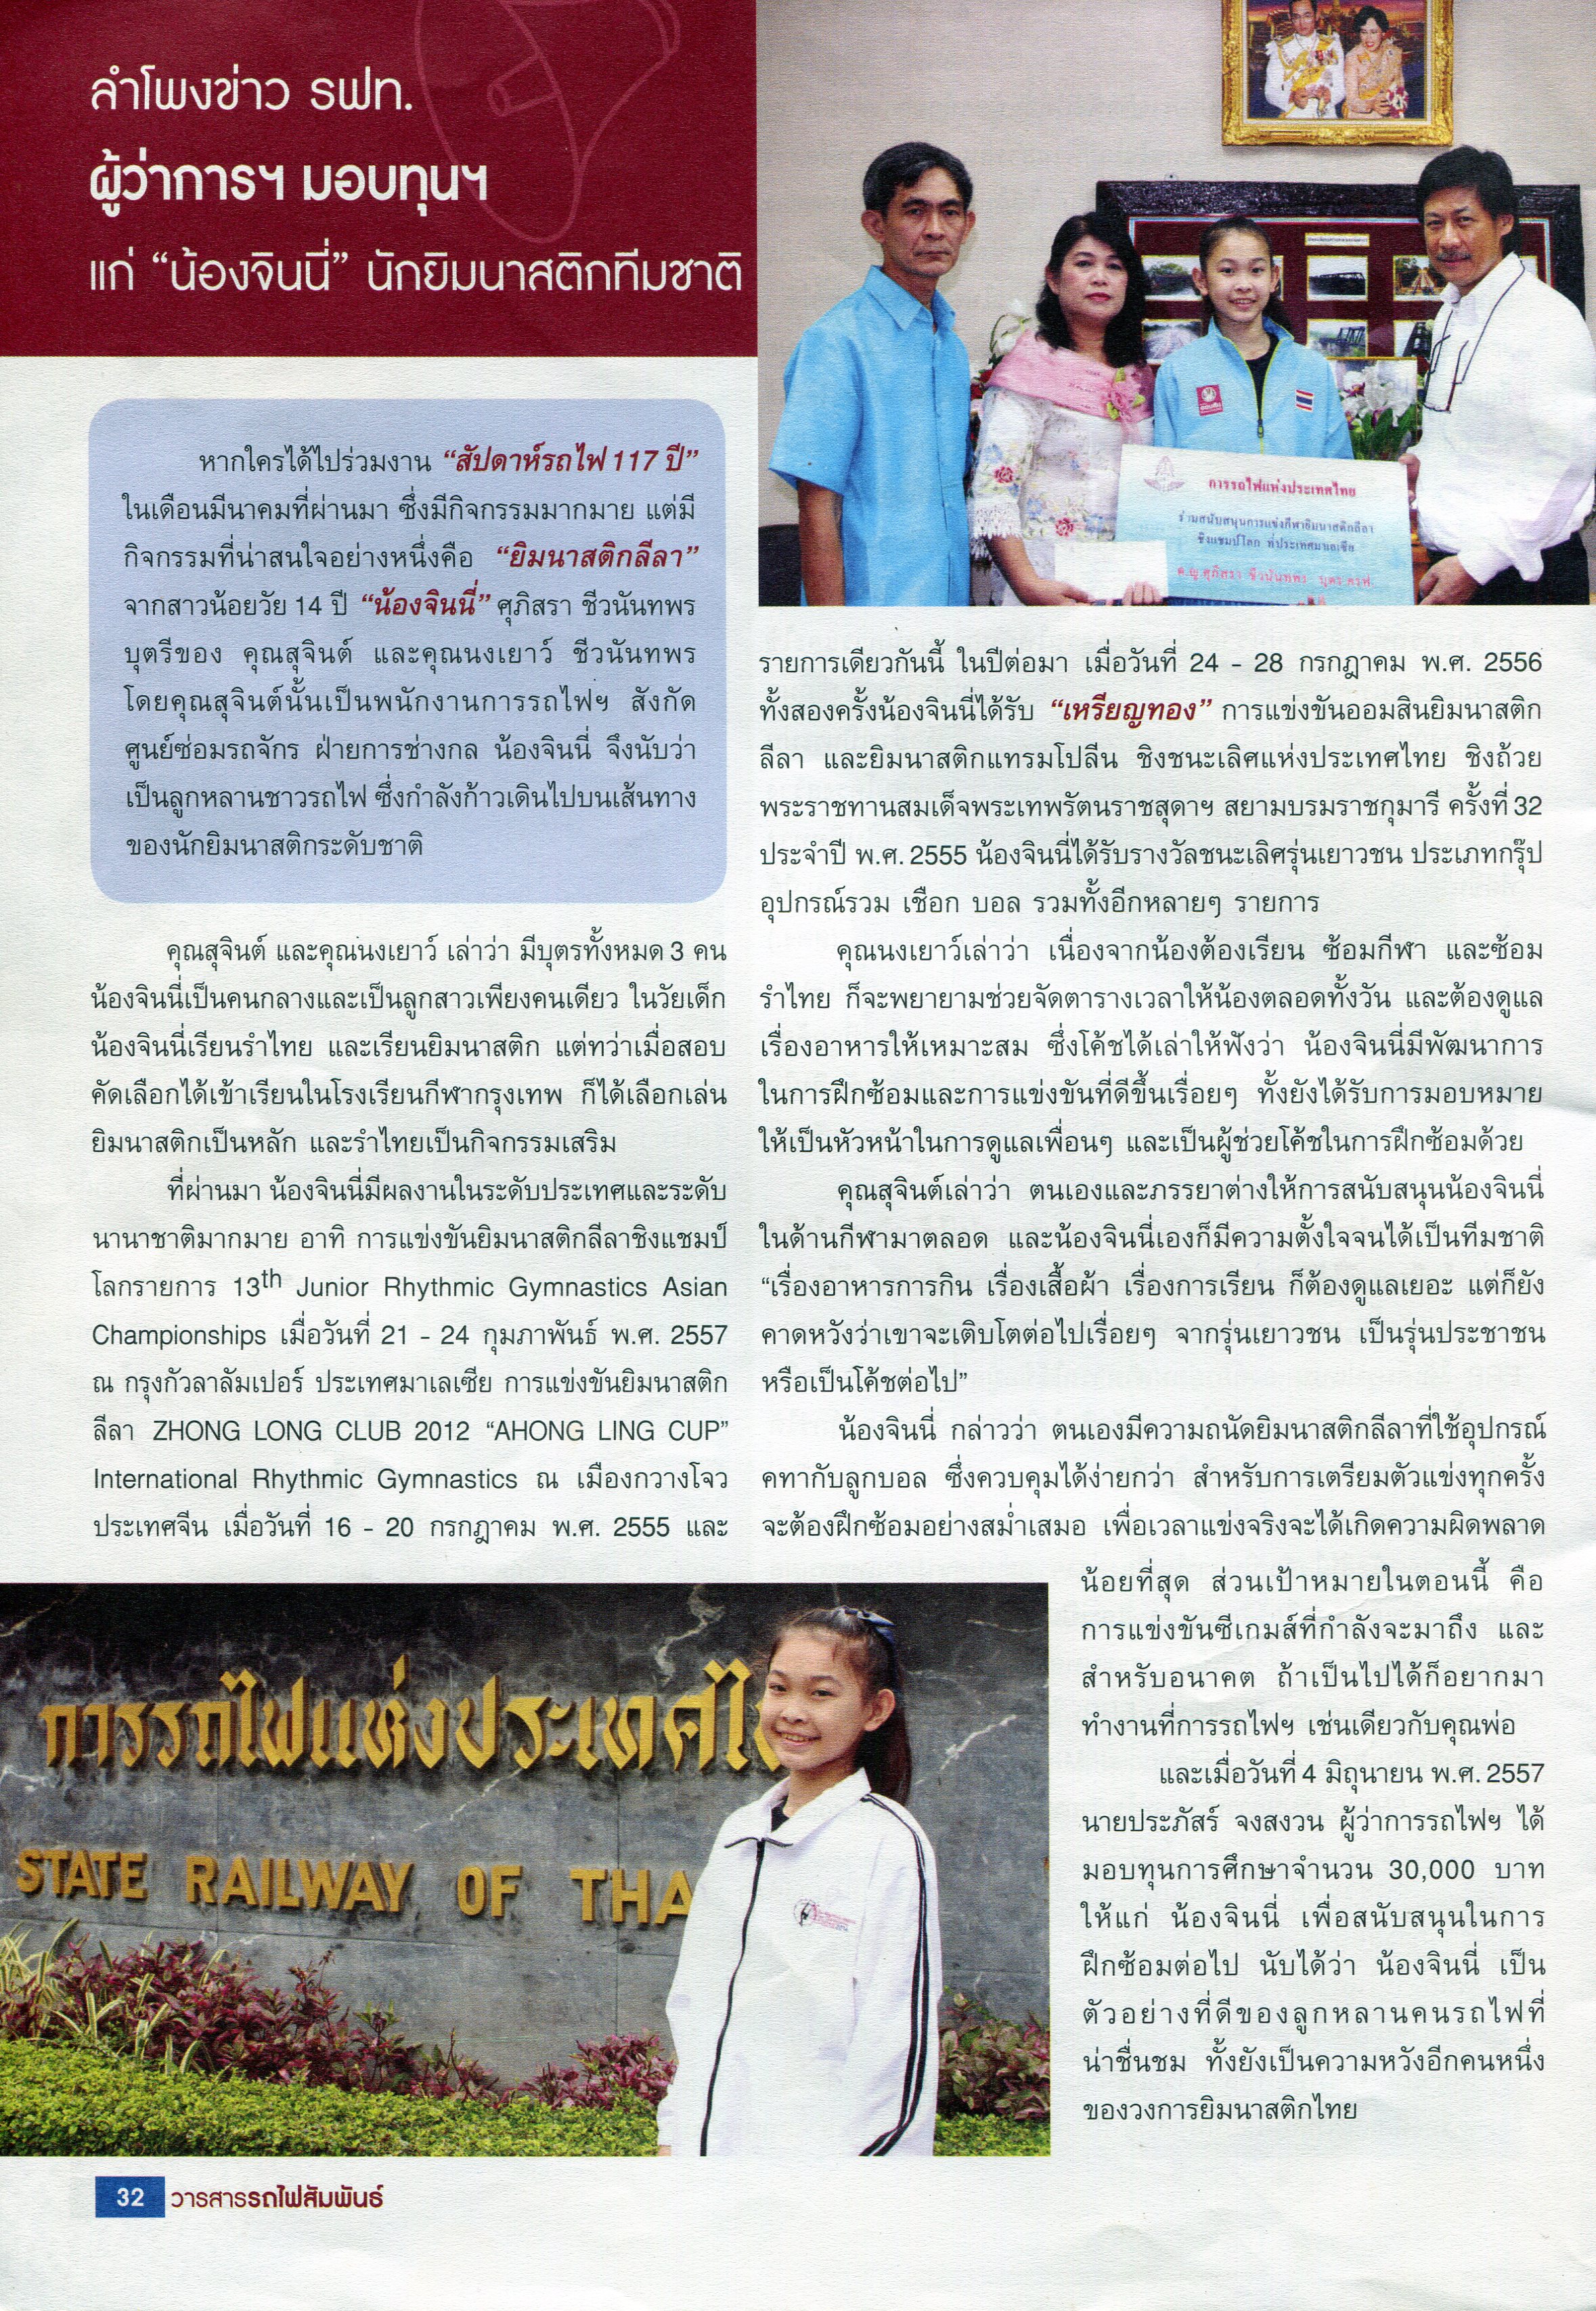 ลำโพงข่าว รฟท.
ผู้ว่าการฯ มอบทุนฯ
แก่ “น้องจินนี่” นักยิมนาสติกทีมชาติ
การรถไฟแห่งประเทศไทย
ร่วมสนับสนุนการแข่งกีฬายิมนาสติกลีลา
ชิงแชมป์โลก ที่ประเทศมาเลเซีย
ด.ญ.ศุภิสรา ชีวนันทพร บุตร ครฟ.
หากใครได้ไปร่วมงาน “สัปดาห์รถไฟ 117 ปี”
ในเดือนมีนาคมที่ผ่านมา ซึ่งมีกิจกรรมมากมาย แต่มี
กิจกรรมที่น่าสนใจอย่างหนึ่งคือ “ยิมนาสติกลีลา”
จากสาวน้อยวัย 14 ปี “น้องจินนี่” ศุภิสรา ชีวนันทพร
บุตรีของ คุณสุจินต์ และคุณนงเยาว์ ชีวนันทพร
โดยคุณสุจินต์นั้นเป็นพนักงานการรถไฟฯ สังกัด
ศูนย์ซ่อมรถจักร ฝ่ายการช่างกล น้องจินนี่ จึงนับว่า
เป็นลูกหลานชาวรถไฟ ซึ่งกำลังก้าวเดินไปบนเส้นทาง
ของนักยิมนาสติกระดับชาติ
คุณสุจินต์ และคุณนงเยาว์ เล่าว่า มีบุตรทั้งหมด 3 คน
น้องจินนี่เป็นคนกลางและเป็นลูกสาวเพียงคนเดียว ในวัยเด็ก
น้องจินนี่เรียนรำไทย และเรียนยิมนาสติก แต่ทว่าเมื่อสอบ
คัดเลือกได้เข้าเรียนในโรงเรียนกีฬากรุงเทพ ก็ได้เลือกเล่น
ยิมนาสติกเป็นหลัก และรำไทยเป็นกิจกรรมเสริม
ที่ผ่านมา น้องจินนี่มีผลงานในระดับประเทศและระดับ
นานาชาติมากมาย อาทิ การแข่งขันยิมนาสติกลีลาชิงแชมป์
โลกรายการ 13th Junior Rhythmic Gymnastics Asian
Championships เมื่อวันที่ 21 - 24 กุมภาพันธ์ พ.ศ. 2557
ณ กรุงกัวลาลัมเปอร์ ประเทศมาเลเซีย การแข่งขันยิมนาสติก
ลีลา ZHONG LONG CLUB 2012 “AHONG LING CUP”
International Rhythmic Gymnastics ณ เมืองกวางโจว
ประเทศจีน เมื่อวันที่ 16 - 20 กรกฎาคม พ.ศ. 2555 และ
รายการเดียวกันนี้ ในปีต่อมา เมื่อวันที่ 24 - 28 กรกฎาคม พ.ศ. 2556
ทั้งสองครั้งน้องจินนี่ได้รับ “เหรียญทอง” การแข่งขันออมสินยิมนาสติก
ลีลา และยิมนาสติกแทรมโปลีน ชิงชนะเลิศแห่งประเทศไทย ชิงถ้วย
พระราชทานสมเด็จพระเทพรัตนราชสุดาฯ สยามบรมราชกุมารี ครั้งที่ 32
ประจำปี พ.ศ. 2555 น้องจินนี่ได้รับรางวัลชนะเลิศรุ่นเยาวชน ประเภทกรุ๊ป
อุปกรณ์รวม เชือก บอล รวมทั้งอีกหลายๆ รายการ
คุณนงเยาว์เล่าว่า เนื่องจากน้องต้องเรียน ซ้อมกีฬา และซ้อม
รำไทย ก็จะพยายามช่วยจัดตารางเวลาให้น้องตลอดทั้งวัน และต้องดูแล
เรื่องอาหารให้เหมาะสม ซึ่งโค้ชได้เล่าให้ฟังว่า น้องจินนี่มีพัฒนาการ
ในการฝึกซ้อมและการแข่งขันที่ดีขึ้นเรื่อยๆ ทั้งยังได้รับการมอบหมาย
ให้เป็นหัวหน้าในการดูแลเพื่อนๆ และเป็นผู้ช่วยโค้ชในการฝึกซ้อมด้วย
คุณสุจินต์เล่าว่า ตนเองและภรรยาต่างให้การสนับสนุนน้องจินนี่
ในด้านกีฬามาตลอด และน้องจินนี่เองก็มีความตั้งใจจนได้เป็นทีมชาติ
“เรื่องอาหารการกิน เรื่องเสื้อผ้า เรื่องการเรียน ก็ต้องดูแลเยอะ แต่ก็ยัง
คาดหวังว่าเขาจะเติบโตต่อไปเรื่อยๆ จากรุ่นเยาวชน เป็นรุ่นประชาชน
หรือเป็นโค้ชต่อไป”
น้องจินนี่ กล่าวว่า ตนเองมีความถนัดยิมนาสติกลีลาที่ใช้อุปกรณ์
คทากับลูกบอล ซึ่งควบคุมได้ง่ายกว่า สำหรับการเตรียมตัวแข่งทุกครั้ง
จะต้องฝึกซ้อมอย่างสม่ำเสมอ เพื่อเวลาแข่งจริงจะได้เกิดความผิดพลาด
น้อยที่สุด ส่วนเป้าหมายในตอนนี้ คือ
การแข่งขันซีเกมส์ที่กำลังจะมาถึง และ
สำหรับอนาคต ถ้าเป็นไปได้ก็อยากมา
ทำงานที่การรถไฟฯ เช่นเดียวกับคุณพ่อ
และเมื่อวันที่ 4 มิถุนายน พ.ศ. 2557
นายประภัสร์ จงสงวน ผู้ว่าการรถไฟฯ ได้
มอบทุนการศึกษาจำนวน 30,000 บาท
ให้แก่ น้องจินนี่ เพื่อสนับสนุนในการ
ฝึกซ้อมต่อไป นับได้ว่า น้องจินนี่ เป็น
ตัวอย่างที่ดีของลูกหลานคนรถไฟที่
น่าชื่นชม ทั้งยังเป็นความหวังอีกคนหนึ่ง
ของวงการยิมนาสติกไทย
การรถไฟแห่งประเทศไ
STATE RAILWAY OF THA
32 วารสารรถไฟสัมพันธ์